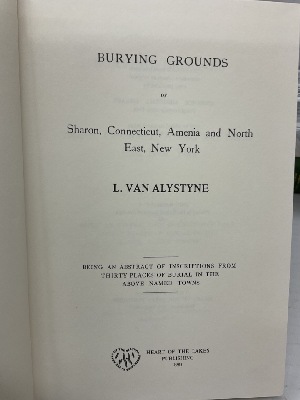 BURYING GROUNDS
OF
Sharon, Connecticut, Amenia and North
East, New York
L. VAN ALYSTYNE
BEING AN ABSTRACT OF INSCRIPTIONS FROM
THIRTY PLACES OF BURIAL IN THE
ABOVE NAMED TOWNS
HEART OF THE LAKES
PUBLISHING